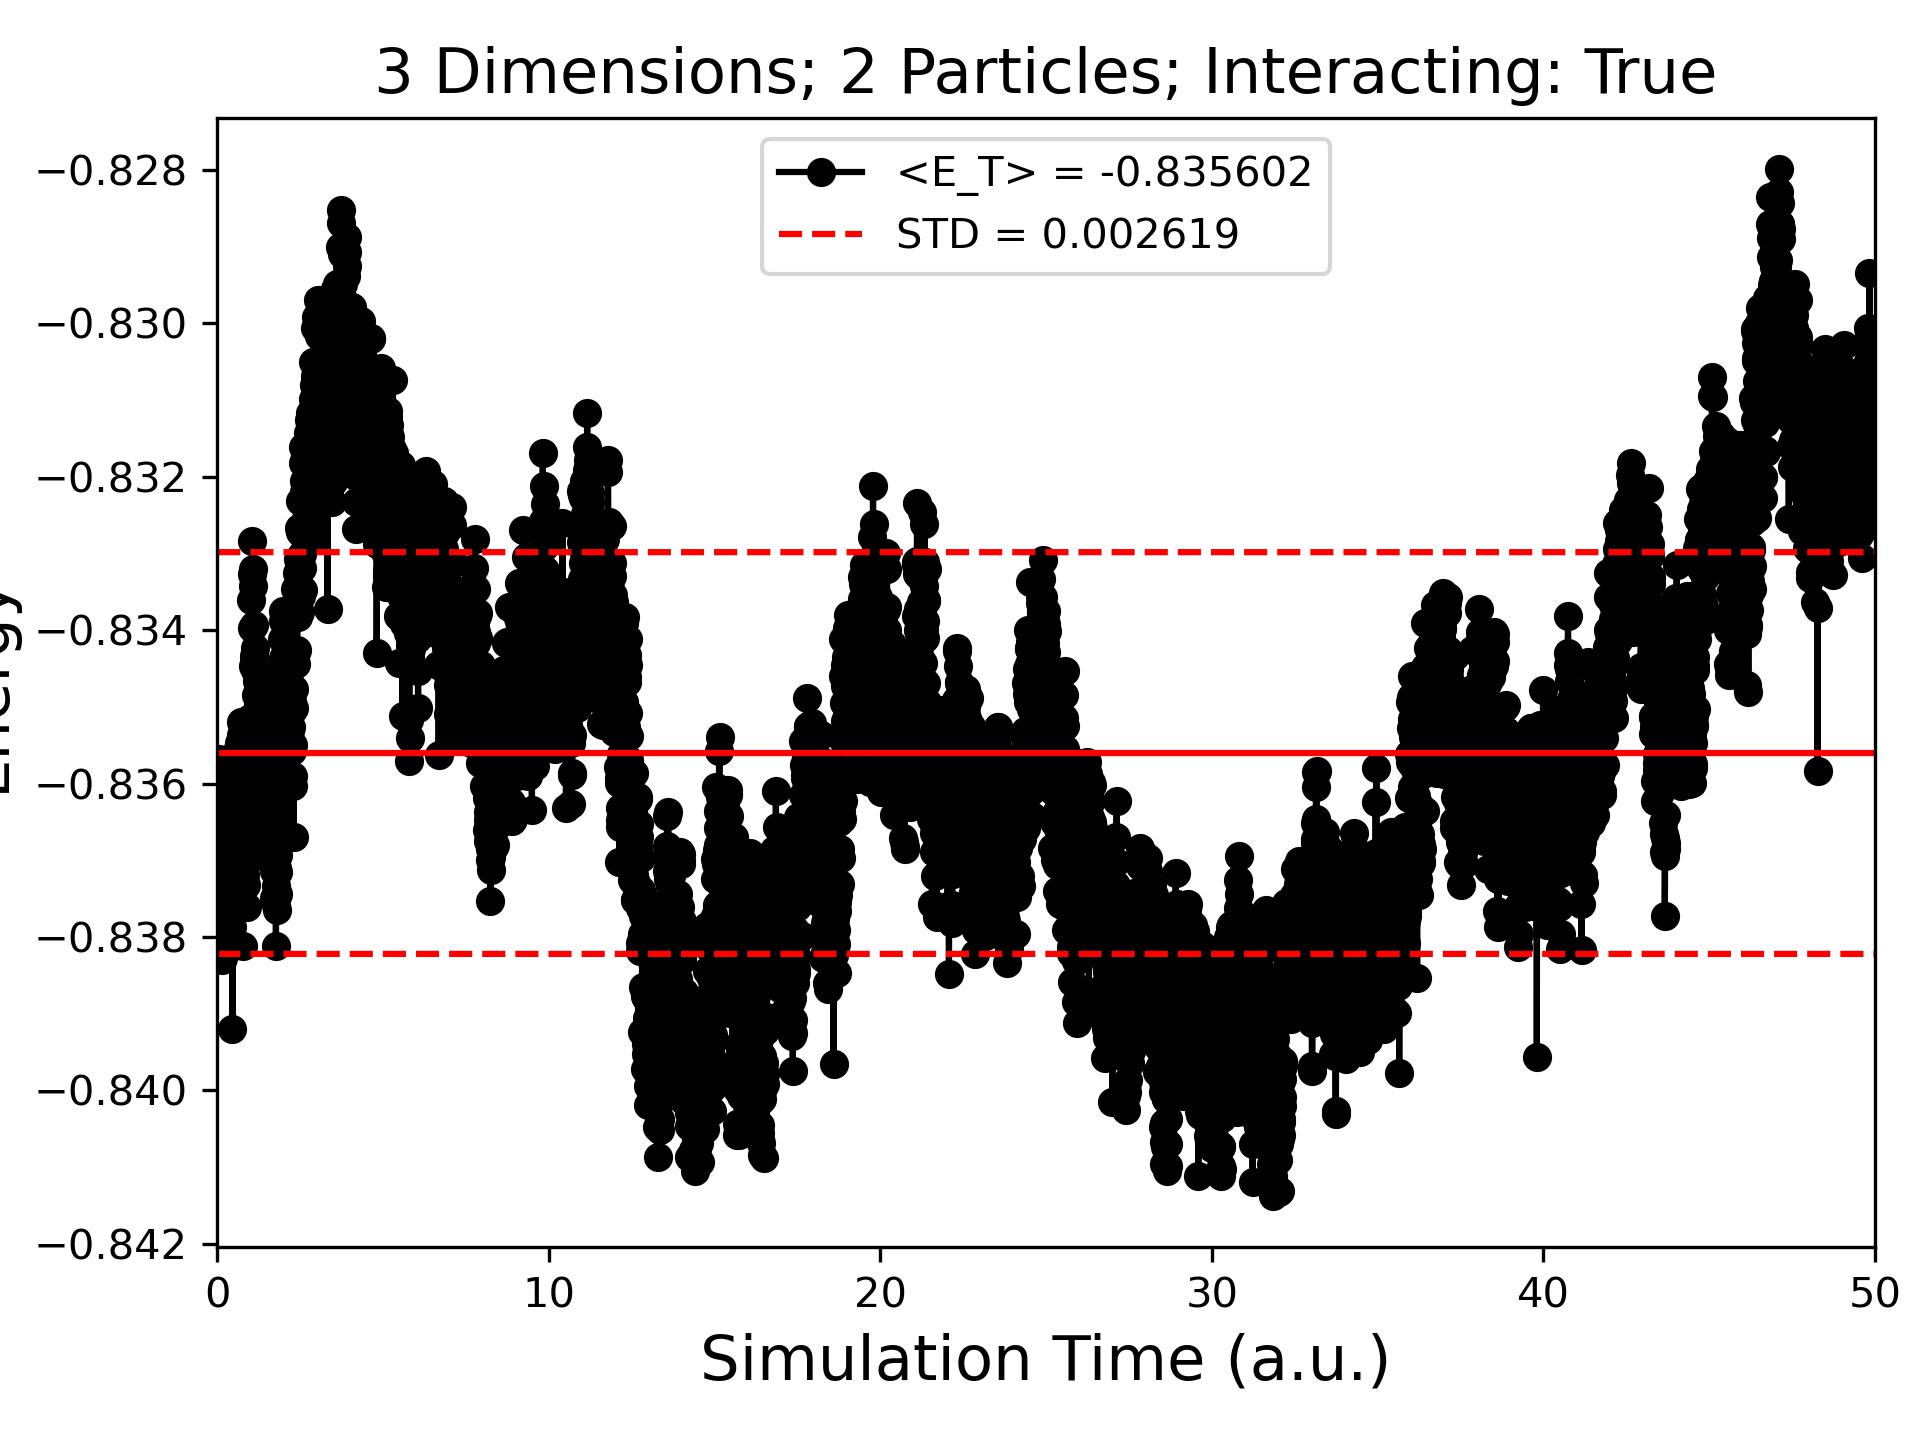 3 Dimensions; 2 Particles; Interacting: True
<E_T> = -0.835602
STD = 0.002619
−0.828
−0.830
−0.832
−0.834
−0.836
−0.838
−0.840
−0.842
Energy
0 10 20 30 40 50
Simulation Time (a.u.)